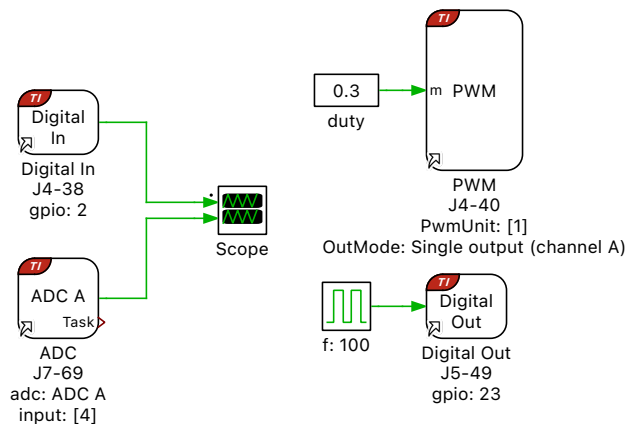 TI
Digital
In
Digital In
J4-38
gpio: 2
TI
ADC A
Task
ADC
J7-69
adc: ADC A
input: [4]
Scope
0.3
duty
TI
m PWM
PWM
J4-40
PwmUnit: [1]
OutMode: Single output (channel A)
f: 100
TI
Digital
Out
Digital Out
J5-49
gpio: 23